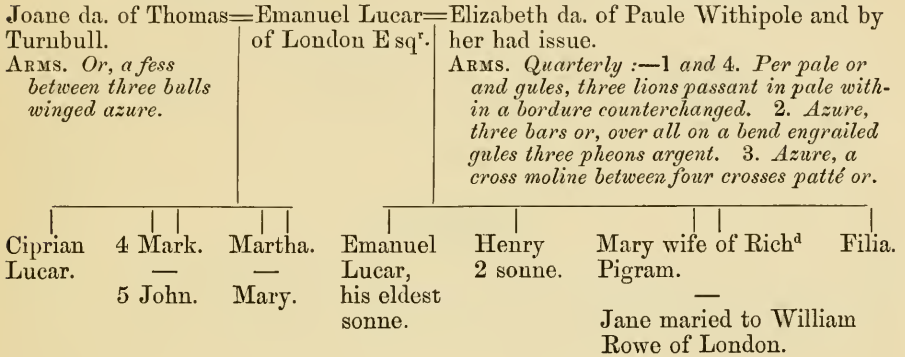 Joane da. of Thomas=Emanuel Lucar=Elizabeth da. of Paule Withipole and by
Turnbull.
of London Esqʳ.
her had issue.
ARMS. Or, a fess
between three bulls
winged azure.
ARMS. Quarterly :—1 and 4. Per pale or
and gules, three lions passant in pale with-
in a bordure counterchanged. 2. Azure,
three bars or, over all on a bend engrailed
gules three pheons argent. 3. Azure, a
cross moline between four crosses patté or.
Ciprian
Lucar.
4 Mark.
—
5 John.
Martha.
—
Mary.
Emanuel
Lucar,
his eldest
sonne.
Henry
2 sonne.
Mary wife of Richᵈ
Pigram.
—
Jane maried to William
Rowe of London.
Filia.